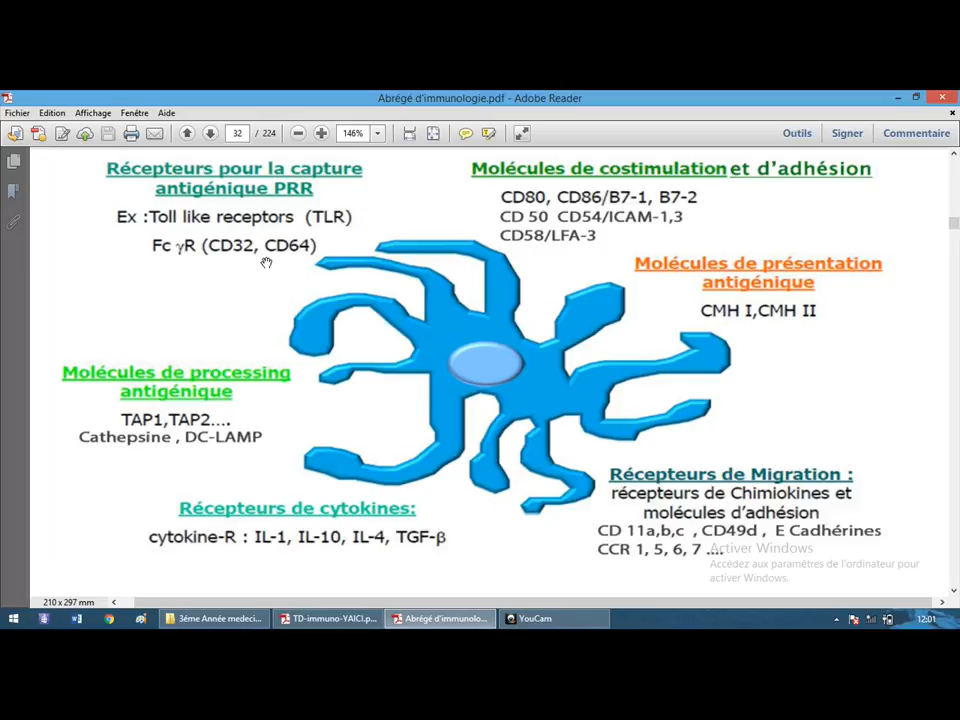 Abrégé d'immunologie.pdf - Adobe Reader
Fichier Edition Affichage Fenêtre Aide
32 / 224 146% Outils Signer Commentaire
Récepteurs pour la capture
antigénique PRR
Ex :Toll like receptors (TLR)
Fc γR (CD32, CD64)
Molécules de costimulation et d'adhésion
CD80, CD86/B7-1, B7-2
CD 50 CD54/ICAM-1,3
CD58/LFA-3
Molécules de présentation
antigénique
CMH I,CMH II
Molécules de processing
antigénique
TAP1,TAP2....
Cathepsine , DC-LAMP
Récepteurs de cytokines:
cytokine-R : IL-1, IL-10, IL-4, TGF-β
Récepteurs de Migration :
récepteurs de Chimiokines et
molécules d'adhésion
CD 11a,b,c , CD49d , E Cadhérines
CCR 1, 5, 6, 7 ....
Activer Windows
Accédez aux paramètres de l'ordinateur pour
activer Windows.
210 x 297 mm
3éme Année medeci... TD-immuno-YAICI.p... Abrégé d'immunolo... YouCam 12:01